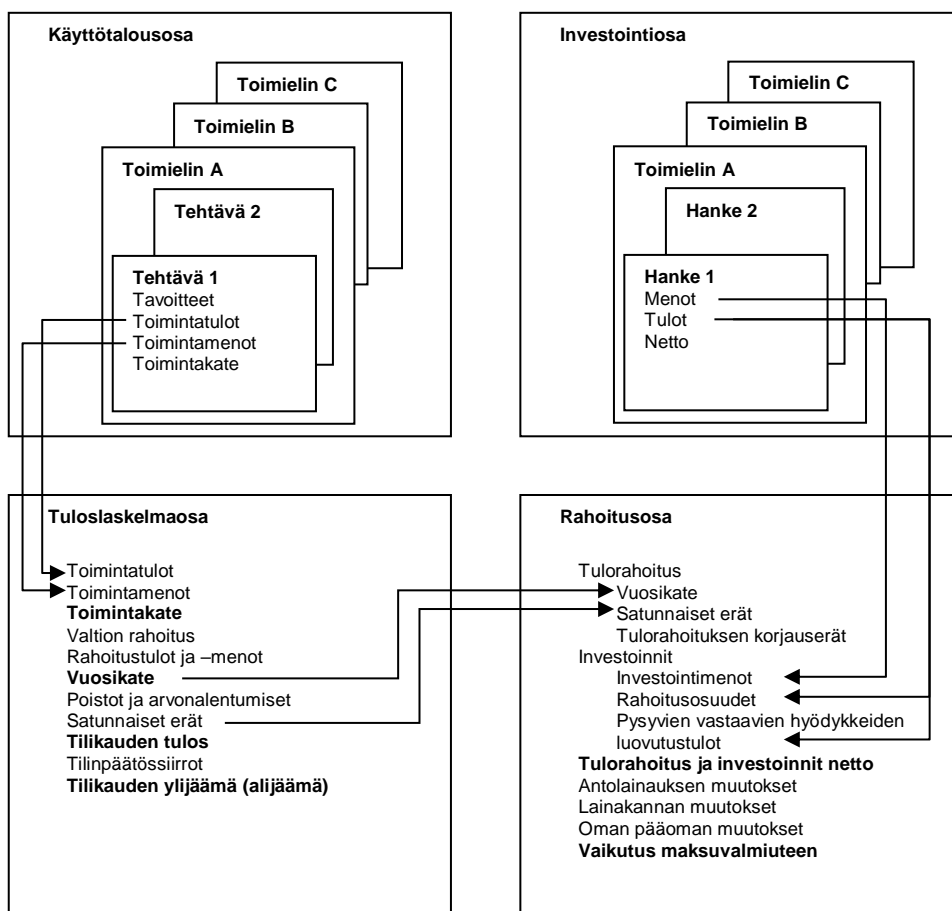 Käyttötalousosa
Toimielin C
Toimielin B
Toimielin A
Tehtävä 2
Tehtävä 1
Tavoitteet
Toimintatulot
Toimintamenot
Toimintakate
Investointiosa
Toimielin C
Toimielin B
Toimielin A
Hanke 2
Hanke 1
Menot
Tulot
Netto
Tuloslaskelmaosa
Toimintatulot
Toimintamenot
Toimintakate
Valtion rahoitus
Rahoitustulot ja –menot
Vuosikate
Poistot ja arvonalentumiset
Satunnaiset erät
Tilikauden tulos
Tilinpäätössiirrot
Tilikauden ylijäämä (alijäämä)
Rahoitusosa
Tulorahoitus
Vuosikate
Satunnaiset erät
Tulorahoituksen korjauserät
Investoinnit
Investointimenot
Rahoitusosuudet
Pysyvien vastaavien hyödykkeiden
luovutustulot
Tulorahoitus ja investoinnit netto
Antolainauksen muutokset
Lainakannan muutokset
Oman pääoman muutokset
Vaikutus maksuvalmiuteen